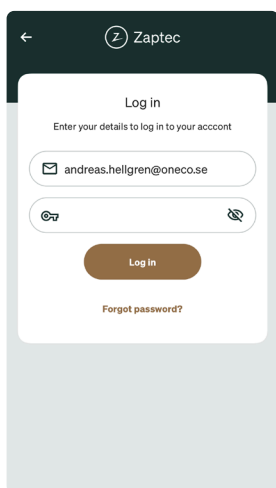 Zaptec
Log in
Enter your details to log in to your acccont
andreas.hellgren@oneco.se
Log in
Forgot password?